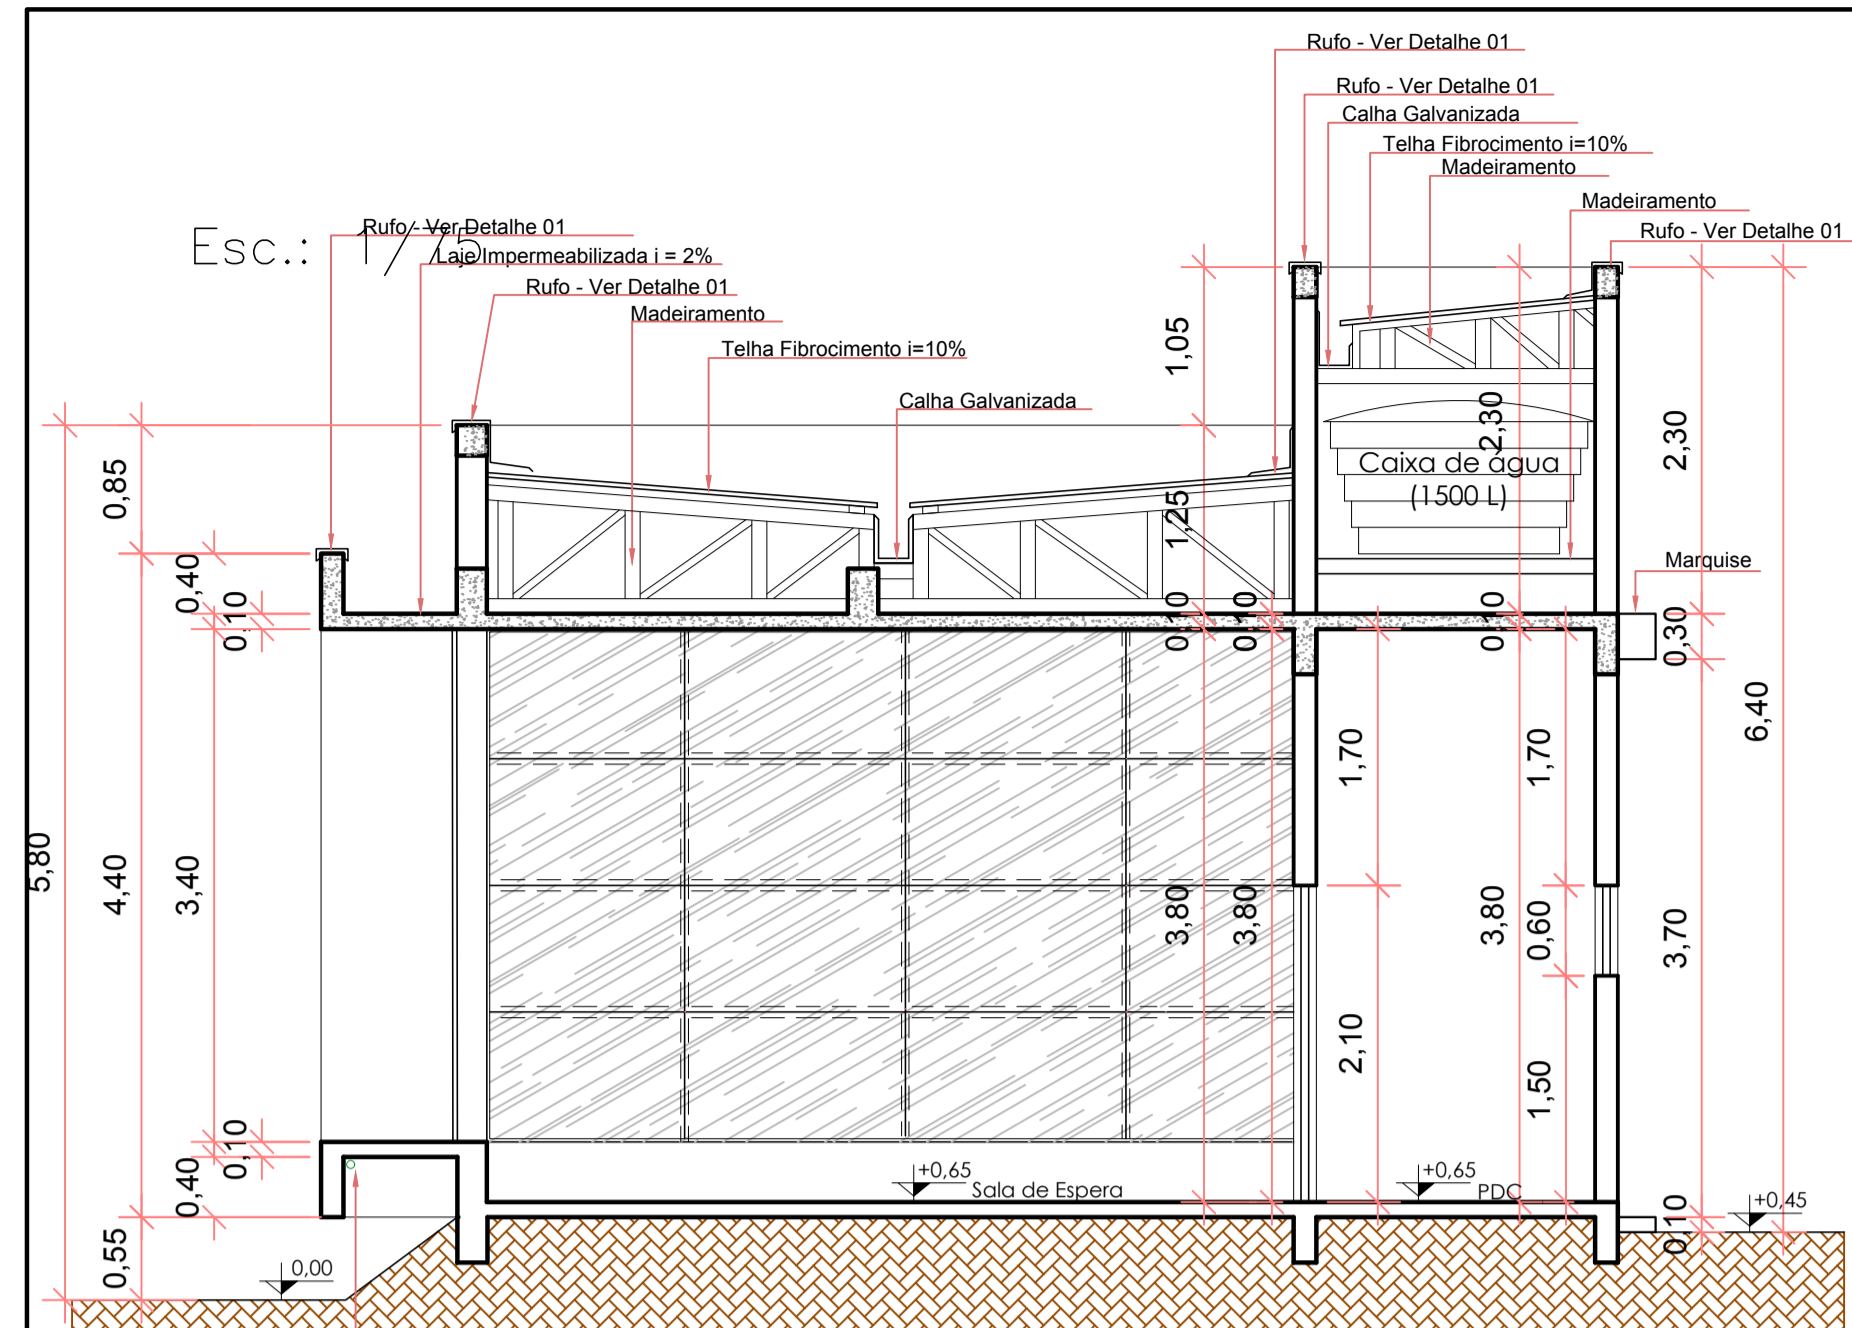 Rufo - Ver Detalhe 01
Rufo - Ver Detalhe 01
Calha Galvanizada
Telha Fibrocimento i=10%
Madeiramento
Madeiramento
Rufo - Ver Detalhe 01
Esc.: 1/75
Rufo - Ver Detalhe 01
Laje Impermeabilizada i = 2%
Rufo - Ver Detalhe 01
Madeiramento
Telha Fibrocimento i=10%
Calha Galvanizada
Caixa de água
(1500 L)
Marquise
5,80
0,85
4,40
0,55
0,40
3,40
0,40
0,10
0,10
1,05
1,25
0,10
3,80
0,10
3,80
1,70
2,10
2,30
0,10
3,80
1,70
0,60
1,50
2,30
0,30
3,70
0,10
6,40
+0,65
Sala de Espera
+0,65
PDC
+0,45
0,00